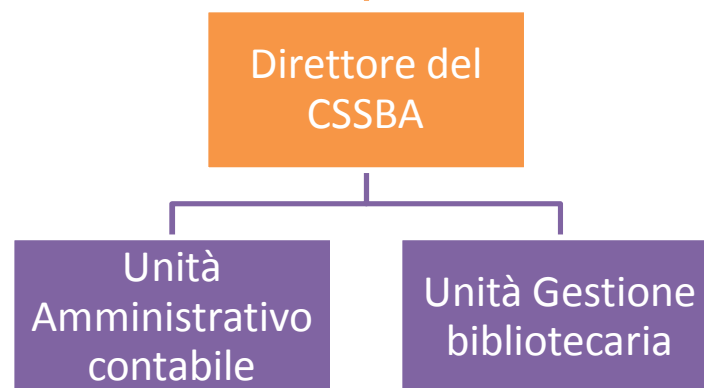 Direttore del
CSSBA
Unità
Amministrativo
contabile
Unità Gestione
bibliotecaria